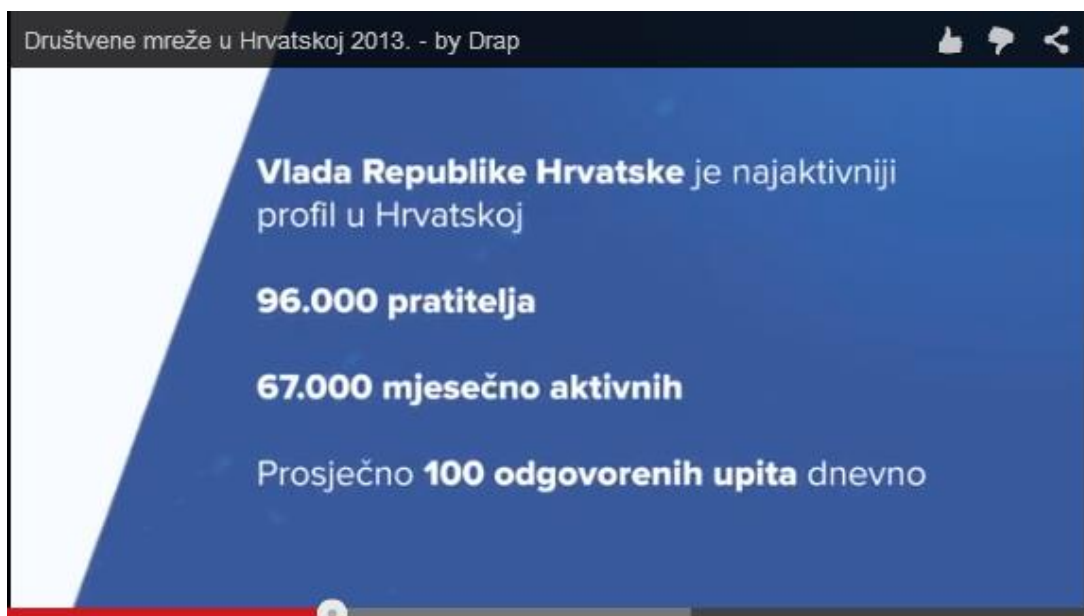 Društvene mreže u Hrvatskoj 2013. - by Drap
Vlada Republike Hrvatske je najaktivniji
profil u Hrvatskoj
96.000 pratitelja
67.000 mjesečno aktivnih
Prosječno 100 odgovorenih upita dnevno